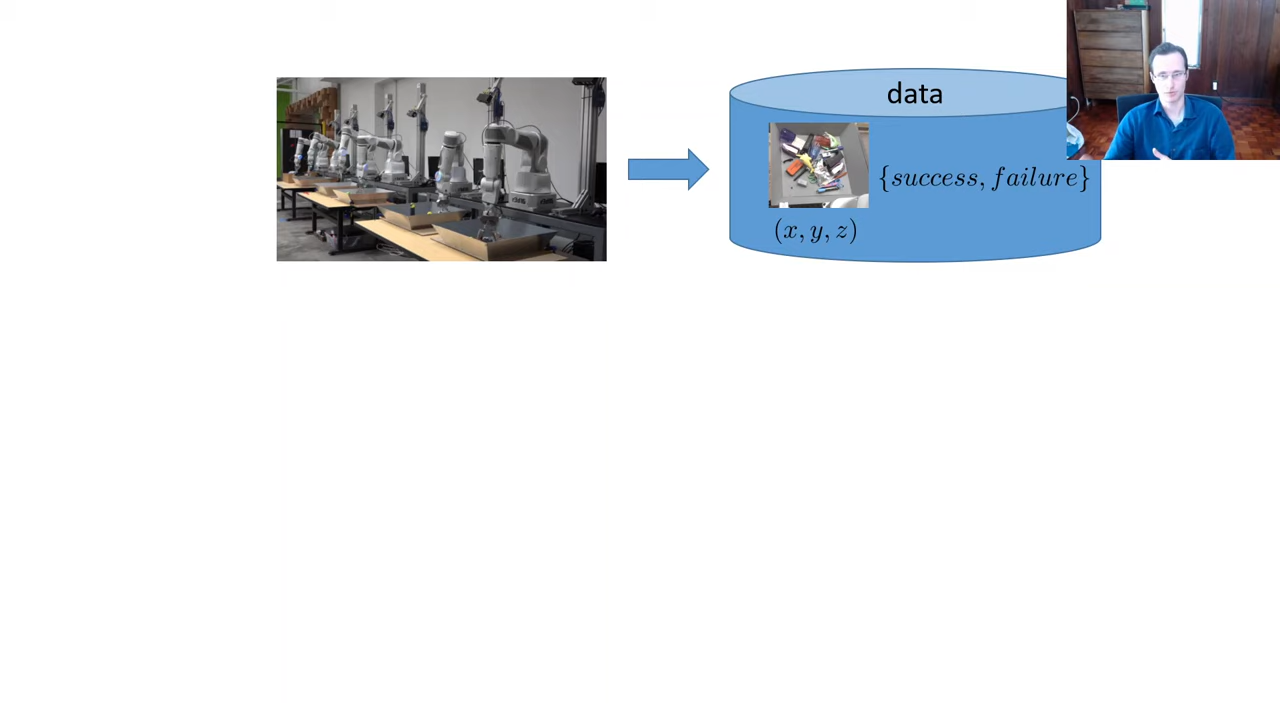 data
{success, failure}
(x, y, z)